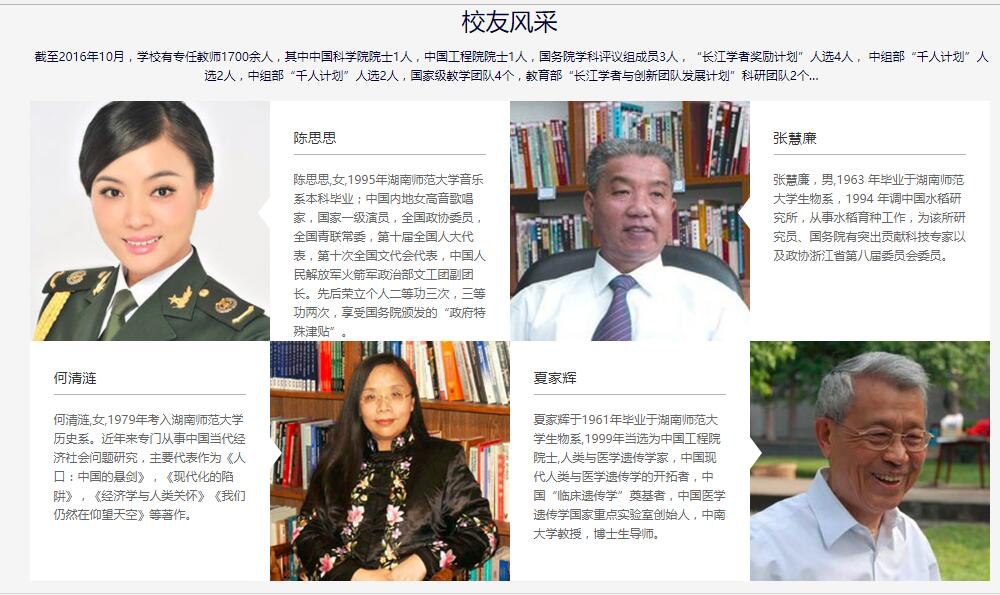 校友风采
截至2016年10月，学校有专任教师1700余人，其中中国科学院院士1人，中国工程院院士1人，国务院学科评议组成员3人，“长江学者奖励计划”人选4人， 中组部“千人计划”人
选2人，中组部“千人计划”人选2人，国家级教学团队4个，教育部“长江学者与创新团队发展计划”科研团队2个...
陈思思
陈思思,女,1995年湖南师范大学音乐
系本科毕业；中国内地女高音歌唱
家，国家一级演员，全国政协委员，
全国青联常委，第十届全国人大代
表，第十次全国文代会代表，中国人
民解放军火箭军政治部文工团副团
长。先后荣立个人二等功三次，三等
功两次，享受国务院颁发的“政府特
殊津贴”。
张慧廉
张慧廉，男,1963 年毕业于湖南师范
大学生物系，1994 年调中国水稻研
究所，从事水稻育种工作，为该所研
究员、国务院有突出贡献科技专家以
及政协浙江省第八届委员会委员。
何清涟
何清涟,女,1979年考入湖南师范大学
历史系。近年来专门从事中国当代经
济社会问题研究，主要代表作为《人
口：中国的悬剑》，《现代化的陷
阱》，《经济学与人类关怀》《我们
仍然在仰望天空》等著作。
夏家辉
夏家辉于1961年毕业于湖南师范大
学生物系,1999年当选为中国工程院
院士,人类与医学遗传学家，中国现
代人类与医学遗传学的开拓者，中
国“临床遗传学”奠基者，中国医学
遗传学国家重点实验室创始人，中南
大学教授，博士生导师。